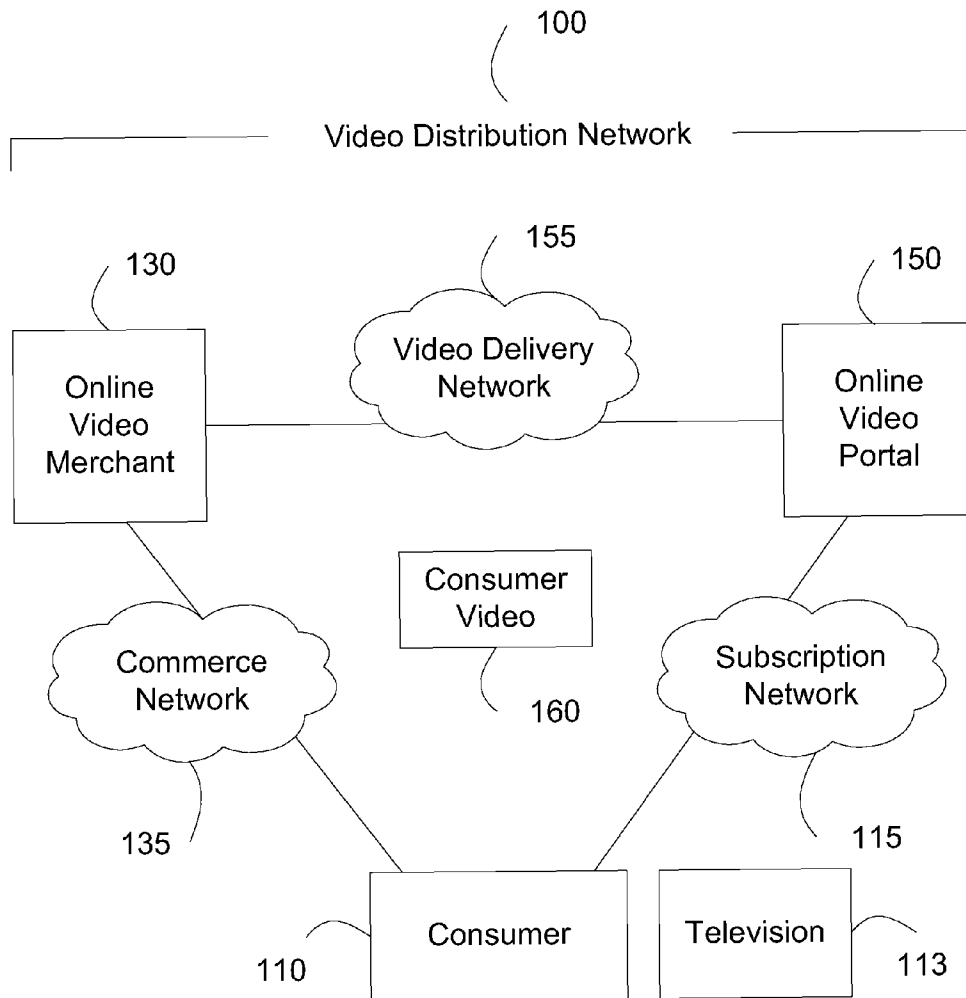 100
Video Distribution Network
155
130
150
Video Delivery
Network
Online
Video
Merchant
Online
Video
Portal
Consumer
Video
Commerce
Network
Subscription
Network
160
135
115
Consumer
Television
110
113